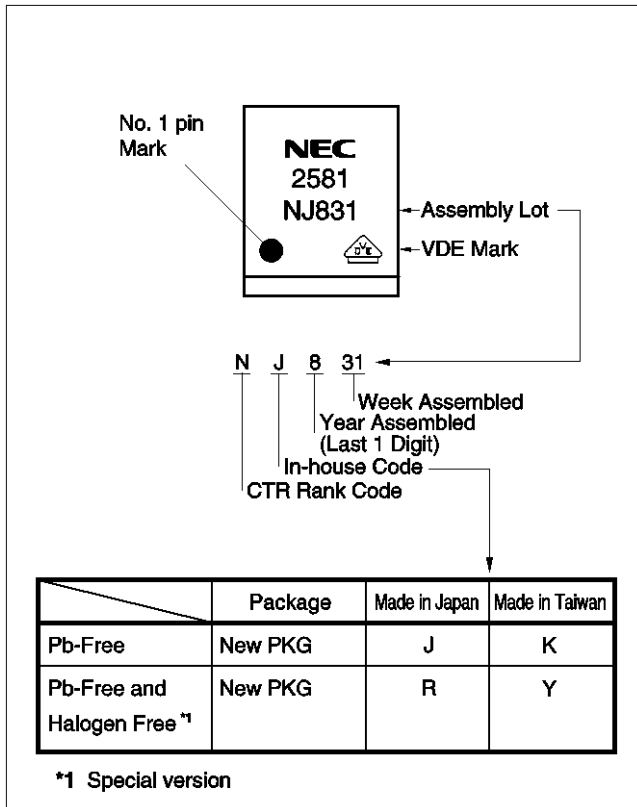 No. 1 pin
Mark
NEC
2581
NJ831
Assembly Lot
VDE Mark
N J 8 31
Week Assembled
Year Assembled
(Last 1 Digit)
In-house Code
CTR Rank Code
Package Made in Japan Made in Taiwan
Pb-Free New PKG J K
Pb-Free and New PKG R Y
Halogen Free *1
*1 Special version